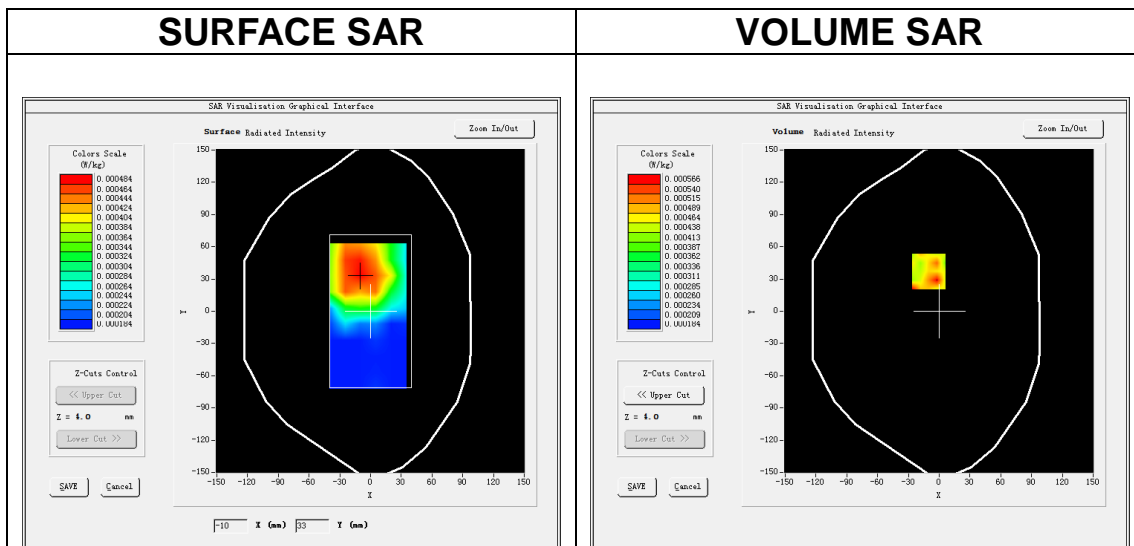 SURFACE SAR
VOLUME SAR
SAR Visualisation Graphical Interface
Surface Radiated Intensity
Zoom In/Out
Colors Scale
(W/kg)
0.000484
0.000464
0.000444
0.000424
0.000404
0.000384
0.000364
0.000344
0.000324
0.000304
0.000284
0.000264
0.000244
0.000224
0.000204
0.000184
150
120
90
60
30
0
-30
-60
-90
-120
-150
Y
-150 -120 -90 -60 -30 0 30 60 90 120 150
X
Z-Cuts Control
<< Upper Cut
Z = 4.0 mm
Lower Cut >>
SAVE Cancel
-10 X (mm) 33 Y (mm)
SAR Visualisation Graphical Interface
Volume Radiated Intensity
Zoom In/Out
Colors Scale
(W/kg)
0.000566
0.000540
0.000515
0.000489
0.000464
0.000438
0.000413
0.000387
0.000362
0.000336
0.000311
0.000285
0.000260
0.000234
0.000209
0.000184
150
120
90
60
30
0
-30
-60
-90
-120
-150
Y
-150 -120 -90 -60 -30 0 30 60 90 120 150
X
Z-Cuts Control
<< Upper Cut
Z = 4.0 mm
Lower Cut >>
SAVE Cancel